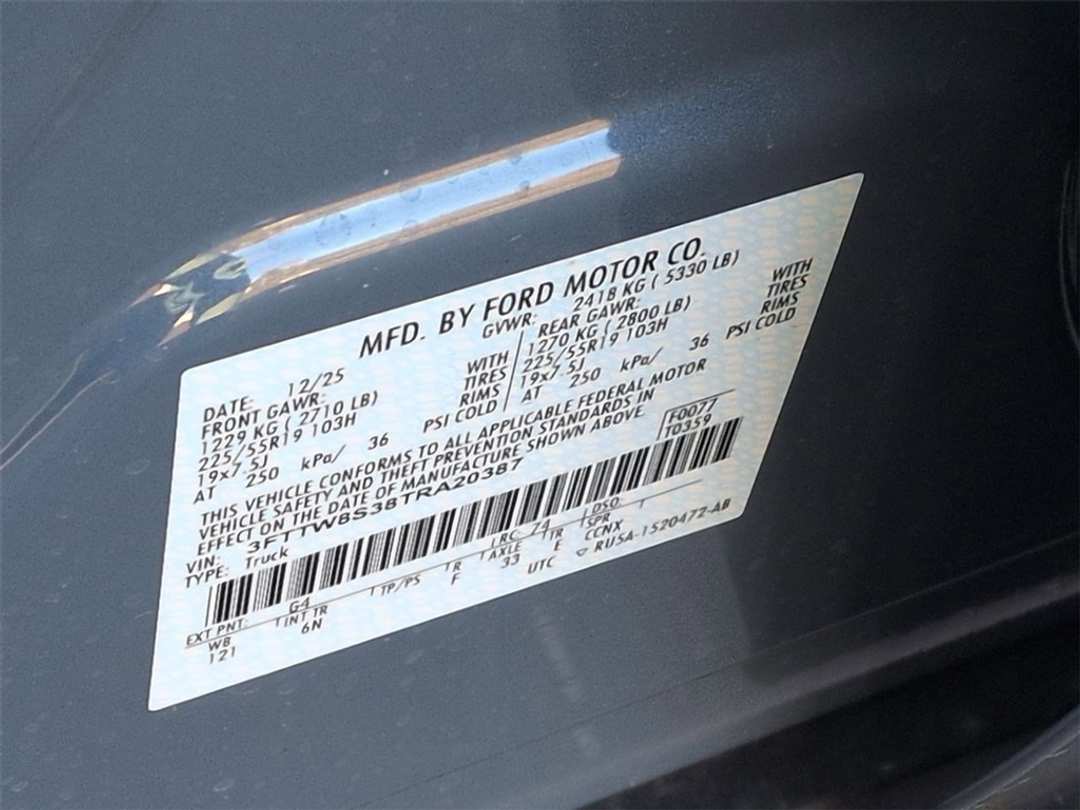 MFD. BY FORD MOTOR CO.
DATE: 12/25 GVWR: 2418 KG ( 5330 LB)
FRONT GAWR: WITH REAR GAWR: WITH
1229 KG ( 2710 LB) TIRES 1270 KG ( 2800 LB) TIRES
225/55R19 103H RIMS 225/55R19 103H RIMS
19x7.5J 19x7.5J
AT 250 kPa/ 36 PSI COLD AT 250 kPa/ 36 PSI COLD
THIS VEHICLE CONFORMS TO ALL APPLICABLE FEDERAL MOTOR
VEHICLE SAFETY AND THEFT PREVENTION STANDARDS IN
EFFECT ON THE DATE OF MANUFACTURE SHOWN ABOVE.
VIN: 3FTTW8S38TRA20387 F0077
TYPE: Truck T0359
EXT PNT: G4 RC: 74 DSO:
WB INT TR TP/PS R AXLE TR SPR
121 6N F 33 E CCNX
UTC RUSA-1520472-AB